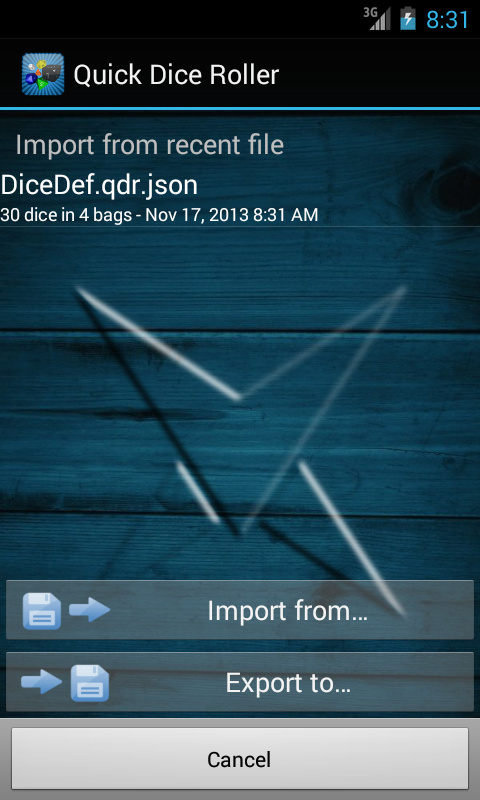 3G 8:31
Quick Dice Roller
Import from recent file
DiceDef.qdr.json
30 dice in 4 bags - Nov 17, 2013 8:31 AM
Import from...
Export to...
Cancel